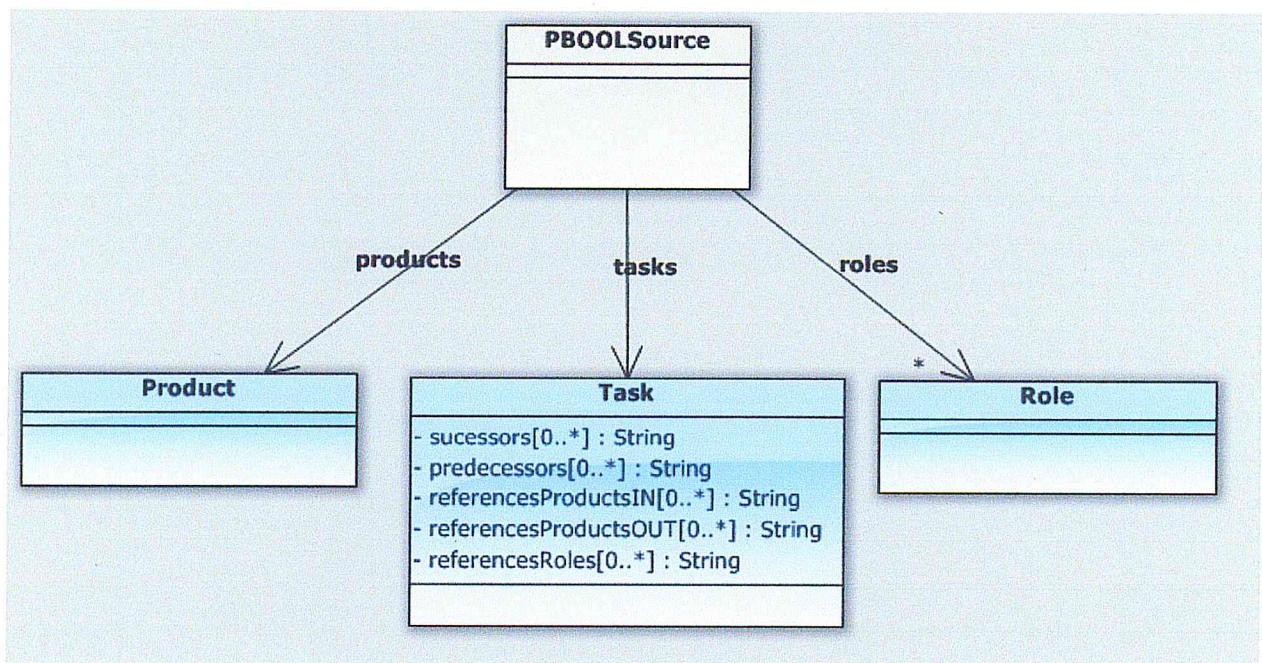 PBOOLSource
products
tasks
roles
*
Product
Task
Role
- sucessors[0..*] : String
- predecessors[0..*] : String
- referencesProductsIN[0..*] : String
- referencesProductsOUT[0..*] : String
- referencesRoles[0..*] : String